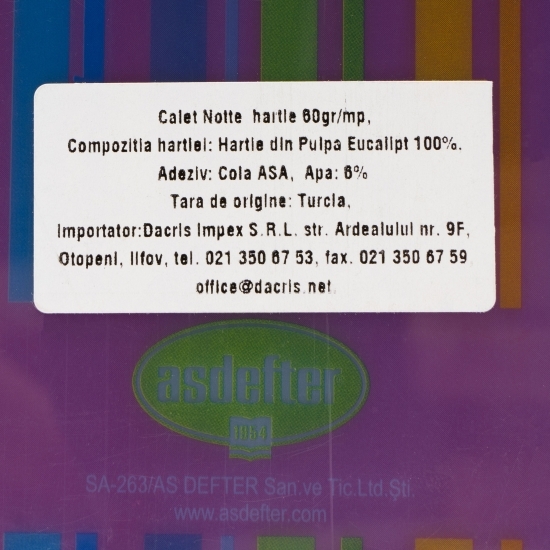 Caiet Notte hartie 60gr/mp,
Compozitia hartiei: Hartie din Pulpa Eucalipt 100%.
Adeziv: Cola ASA, Apa: 6%
Tara de origine: Turcia,
Importator:Dacris Impex S.R.L. str. Ardealului nr. 9F,
Otopeni, Ilfov, tel. 021 350 67 53, fax. 021 350 67 59
office@dacris.net
asdefter
1954
SA-263/AS DEFTER San.ve Tic.Ltd.Şti.
www.asdefter.com